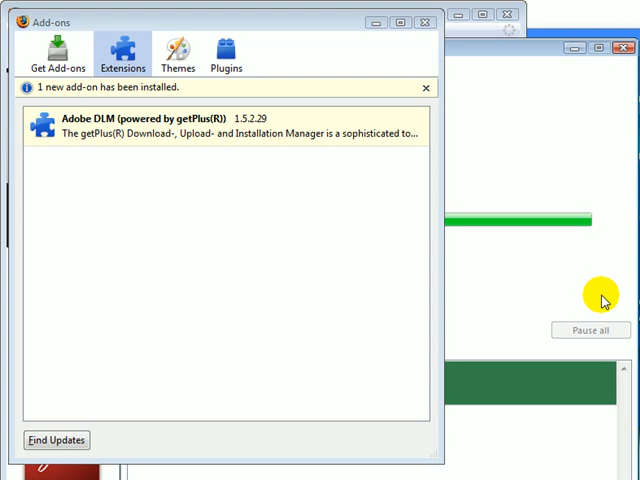 Add-ons
Get Add-ons
Extensions
Themes
Plugins
1 new add-on has been installed.
Adobe DLM (powered by getPlus(R)) 1.5.2.29
The getPlus(R) Download-, Upload- and Installation Manager is a sophisticated to...
Pause all
Find Updates